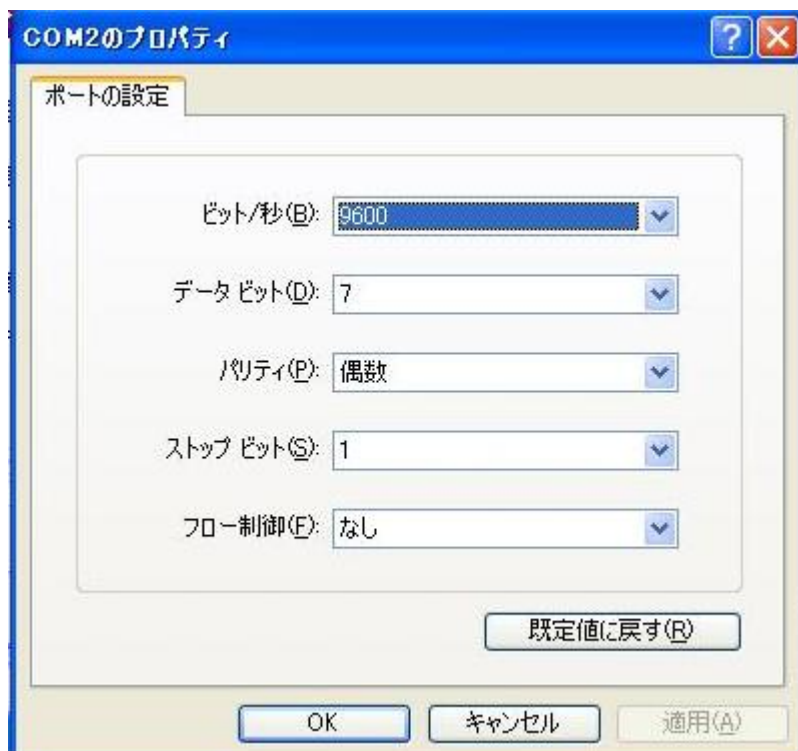 COM2のプロパティ
ポートの設定
ビット/秒(B): 9600
データ ビット(D): 7
パリティ(P): 偶数
ストップ ビット(S): 1
フロー制御(F): なし
既定値に戻す(R)
OK キャンセル 適用(A)